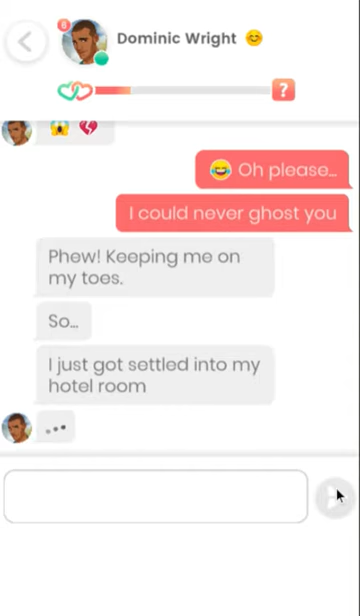 6
Dominic Wright 😊
?
😱 💔
😂 Oh please...
I could never ghost you
Phew! Keeping me on
my toes.
So...
I just got settled into my
hotel room